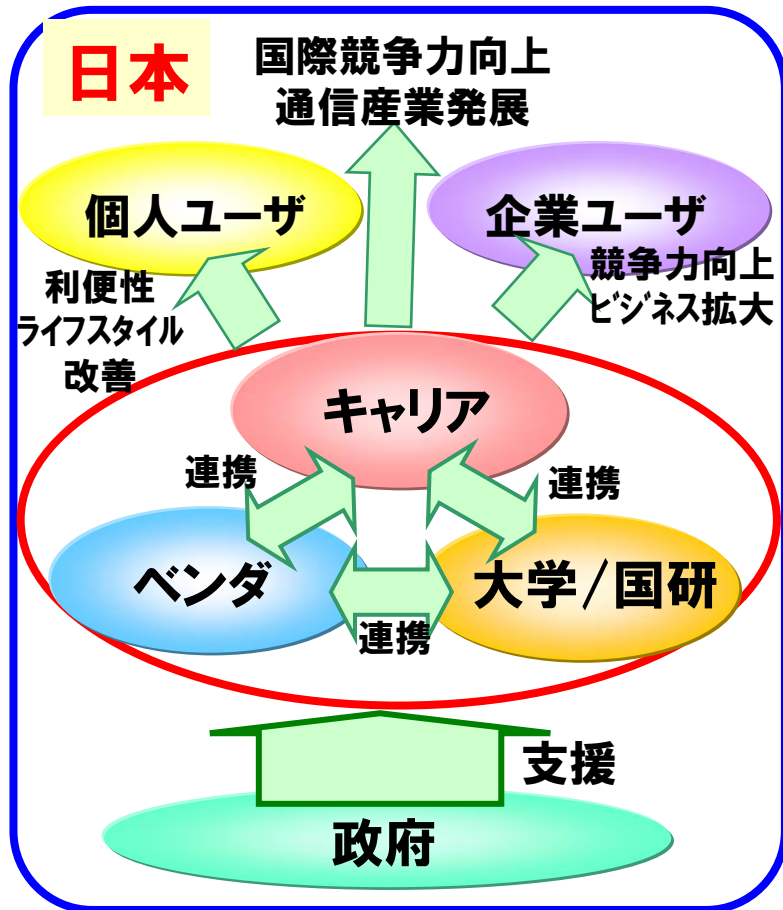 日本
国際競争力向上
通信産業発展
個人ユーザ
企業ユーザ
利便性
ライフスタイル
改善
競争力向上
ビジネス拡大
キャリア
連携
連携
ベンダ
大学/国研
連携
支援
政府